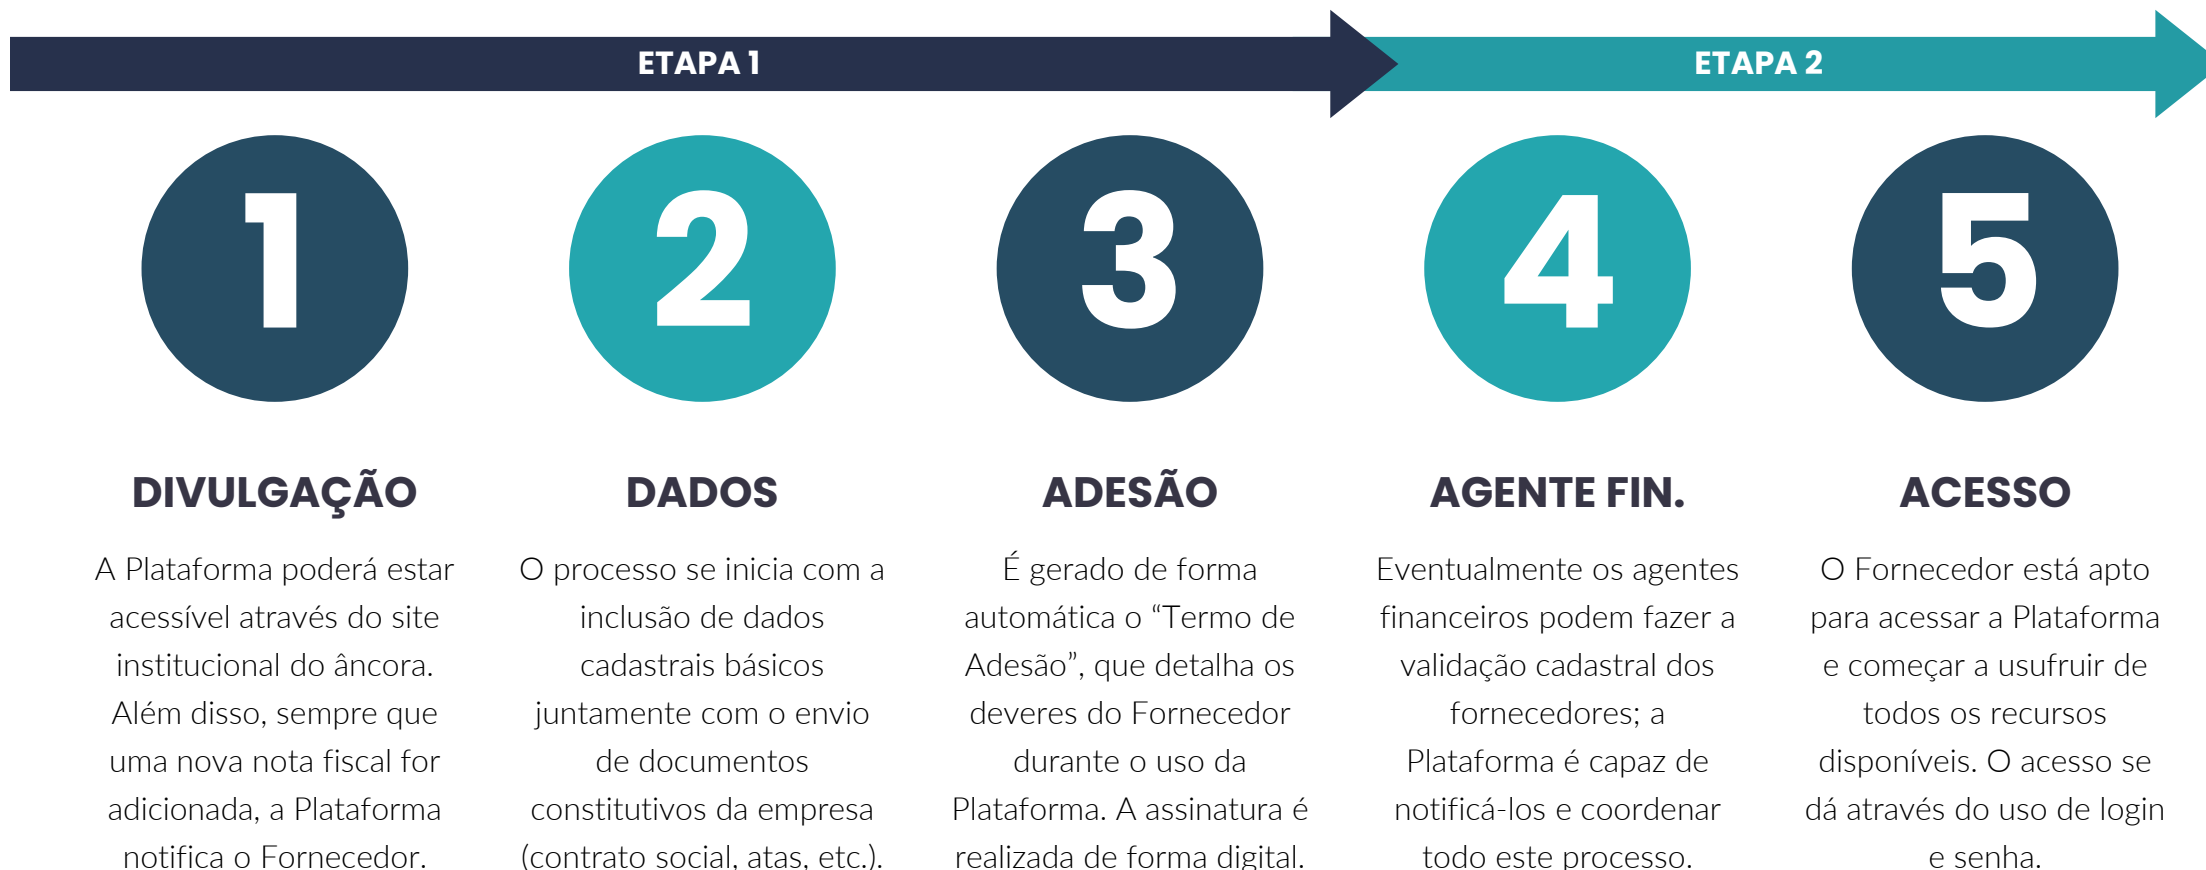 ETAPA 1
ETAPA 2
1
2
3
4
5
DIVULGAÇÃO
A Plataforma poderá estar
acessível através do site
institucional do âncora.
Além disso, sempre que
uma nova nota fiscal for
adicionada, a Plataforma
notifica o Fornecedor.
DADOS
O processo se inicia com a
inclusão de dados
cadastrais básicos
juntamente com o envio
de documentos
constitutivos da empresa
(contrato social, atas, etc.).
ADESÃO
É gerado de forma
automática o “Termo de
Adesão”, que detalha os
deveres do Fornecedor
durante o uso da
Plataforma. A assinatura é
realizada de forma digital.
AGENTE FIN.
Eventualmente os agentes
financeiros podem fazer a
validação cadastral dos
fornecedores; a
Plataforma é capaz de
notificá-los e coordenar
todo este processo.
ACESSO
O Fornecedor está apto
para acessar a Plataforma
e começar a usufruir de
todos os recursos
disponíveis. O acesso se
dá através do uso de login
e senha.